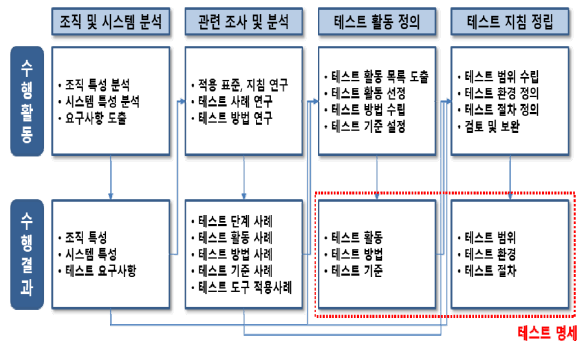 조직 및 시스템 분석
관련 조사 및 분석
테스트 활동 정의
테스트 지침 정립
수행활동
• 조직 특성 분석
• 시스템 특성 분석
• 요구사항 도출
• 적용 표준, 지침 연구
• 테스트 사례 연구
• 테스트 방법 연구
• 테스트 활동 목록 도출
• 테스트 활동 선정
• 테스트 방법 수립
• 테스트 기준 설정
• 테스트 범위 수립
• 테스트 환경 정의
• 테스트 절차 정의
• 검토 및 보완
수행결과
• 조직 특성
• 시스템 특성
• 테스트 요구사항
• 테스트 단계 사례
• 테스트 활동 사례
• 테스트 방법 사례
• 테스트 기준 사례
• 테스트 도구 적용사례
• 테스트 활동
• 테스트 방법
• 테스트 기준
• 테스트 범위
• 테스트 환경
• 테스트 절차
테스트 명세